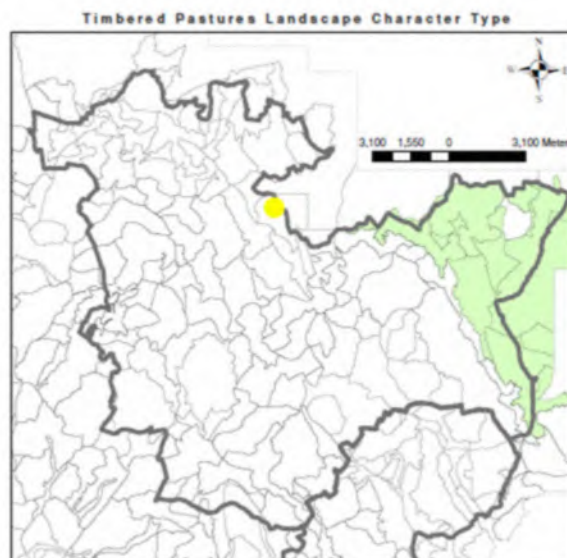 Timbered Pastures Landscape Character Type
N
W E
S
3,100 1,550 0 3,100 Meters